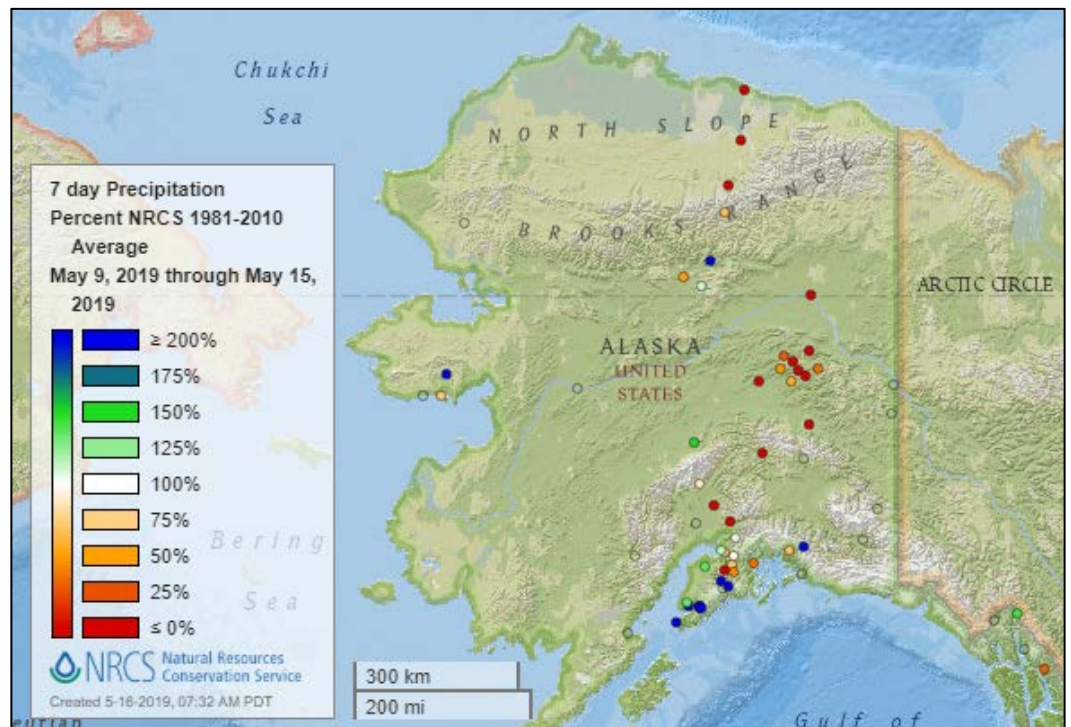 Chukchi
Sea
NORTH SLOPE
BROOKS RANGE
ARCTIC CIRCLE
ALASKA
UNITED
STATES
Bering
Sea
Gulf of
7 day Precipitation
Percent NRCS 1981-2010
Average
May 9, 2019 through May 15,
2019
≥ 200%
175%
150%
125%
100%
75%
50%
25%
≤ 0%
NRCS Natural Resources
Conservation Service
Created 5-16-2019, 07:32 AM PDT
300 km
200 mi